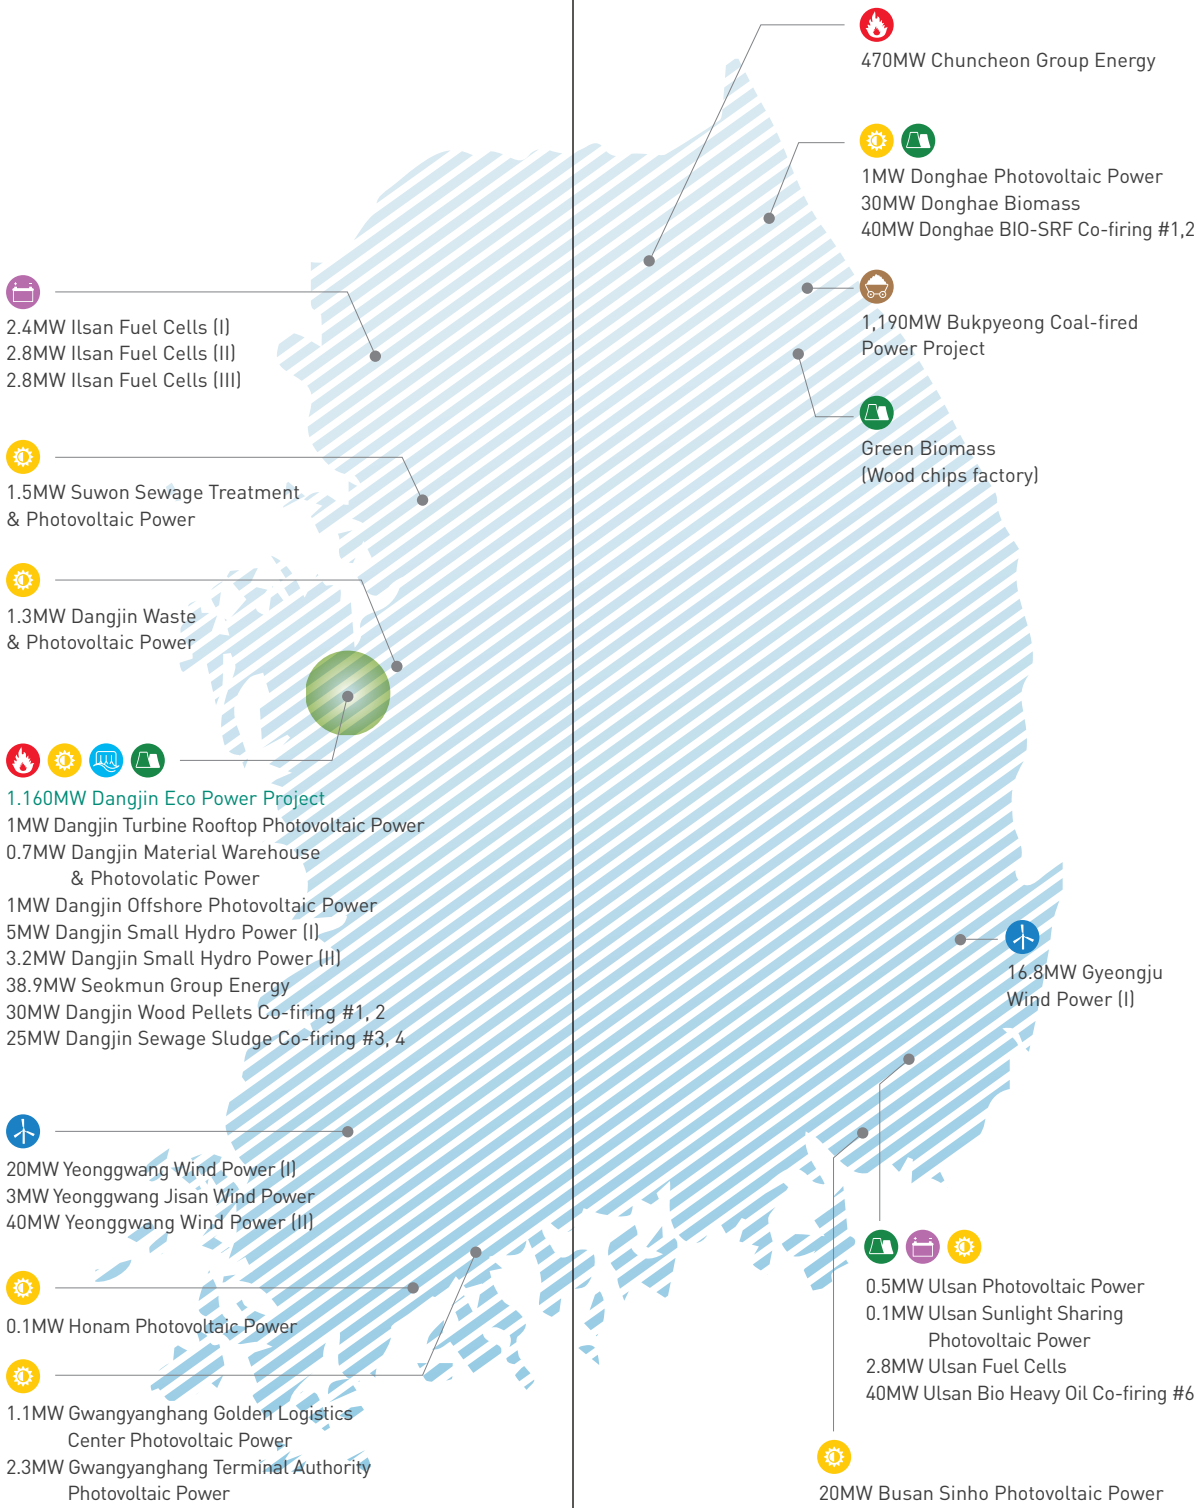 470MW Chuncheon Group Energy
1MW Donghae Photovoltaic Power
30MW Donghae Biomass
40MW Donghae BIO-SRF Co-firing #1,2
1,190MW Bukpyeong Coal-fired
Power Project
Green Biomass
(Wood chips factory)
2.4MW Ilsan Fuel Cells (I)
2.8MW Ilsan Fuel Cells (II)
2.8MW Ilsan Fuel Cells (III)
1.5MW Suwon Sewage Treatment
& Photovoltaic Power
1.3MW Dangjin Waste
& Photovoltaic Power
1.160MW Dangjin Eco Power Project
1MW Dangjin Turbine Rooftop Photovoltaic Power
0.7MW Dangjin Material Warehouse
& Photovolatic Power
1MW Dangjin Offshore Photovoltaic Power
5MW Dangjin Small Hydro Power (I)
3.2MW Dangjin Small Hydro Power (II)
38.9MW Seokmun Group Energy
30MW Dangjin Wood Pellets Co-firing #1, 2
25MW Dangjin Sewage Sludge Co-firing #3, 4
16.8MW Gyeongju
Wind Power (I)
20MW Yeonggwang Wind Power (I)
3MW Yeonggwang Jisan Wind Power
40MW Yeonggwang Wind Power (II)
0.1MW Honam Photovoltaic Power
1.1MW Gwangyanghang Golden Logistics
Center Photovoltaic Power
2.3MW Gwangyanghang Terminal Authority
Photovoltaic Power
0.5MW Ulsan Photovoltaic Power
0.1MW Ulsan Sunlight Sharing
Photovoltaic Power
2.8MW Ulsan Fuel Cells
40MW Ulsan Bio Heavy Oil Co-firing #6
20MW Busan Sinho Photovoltaic Power